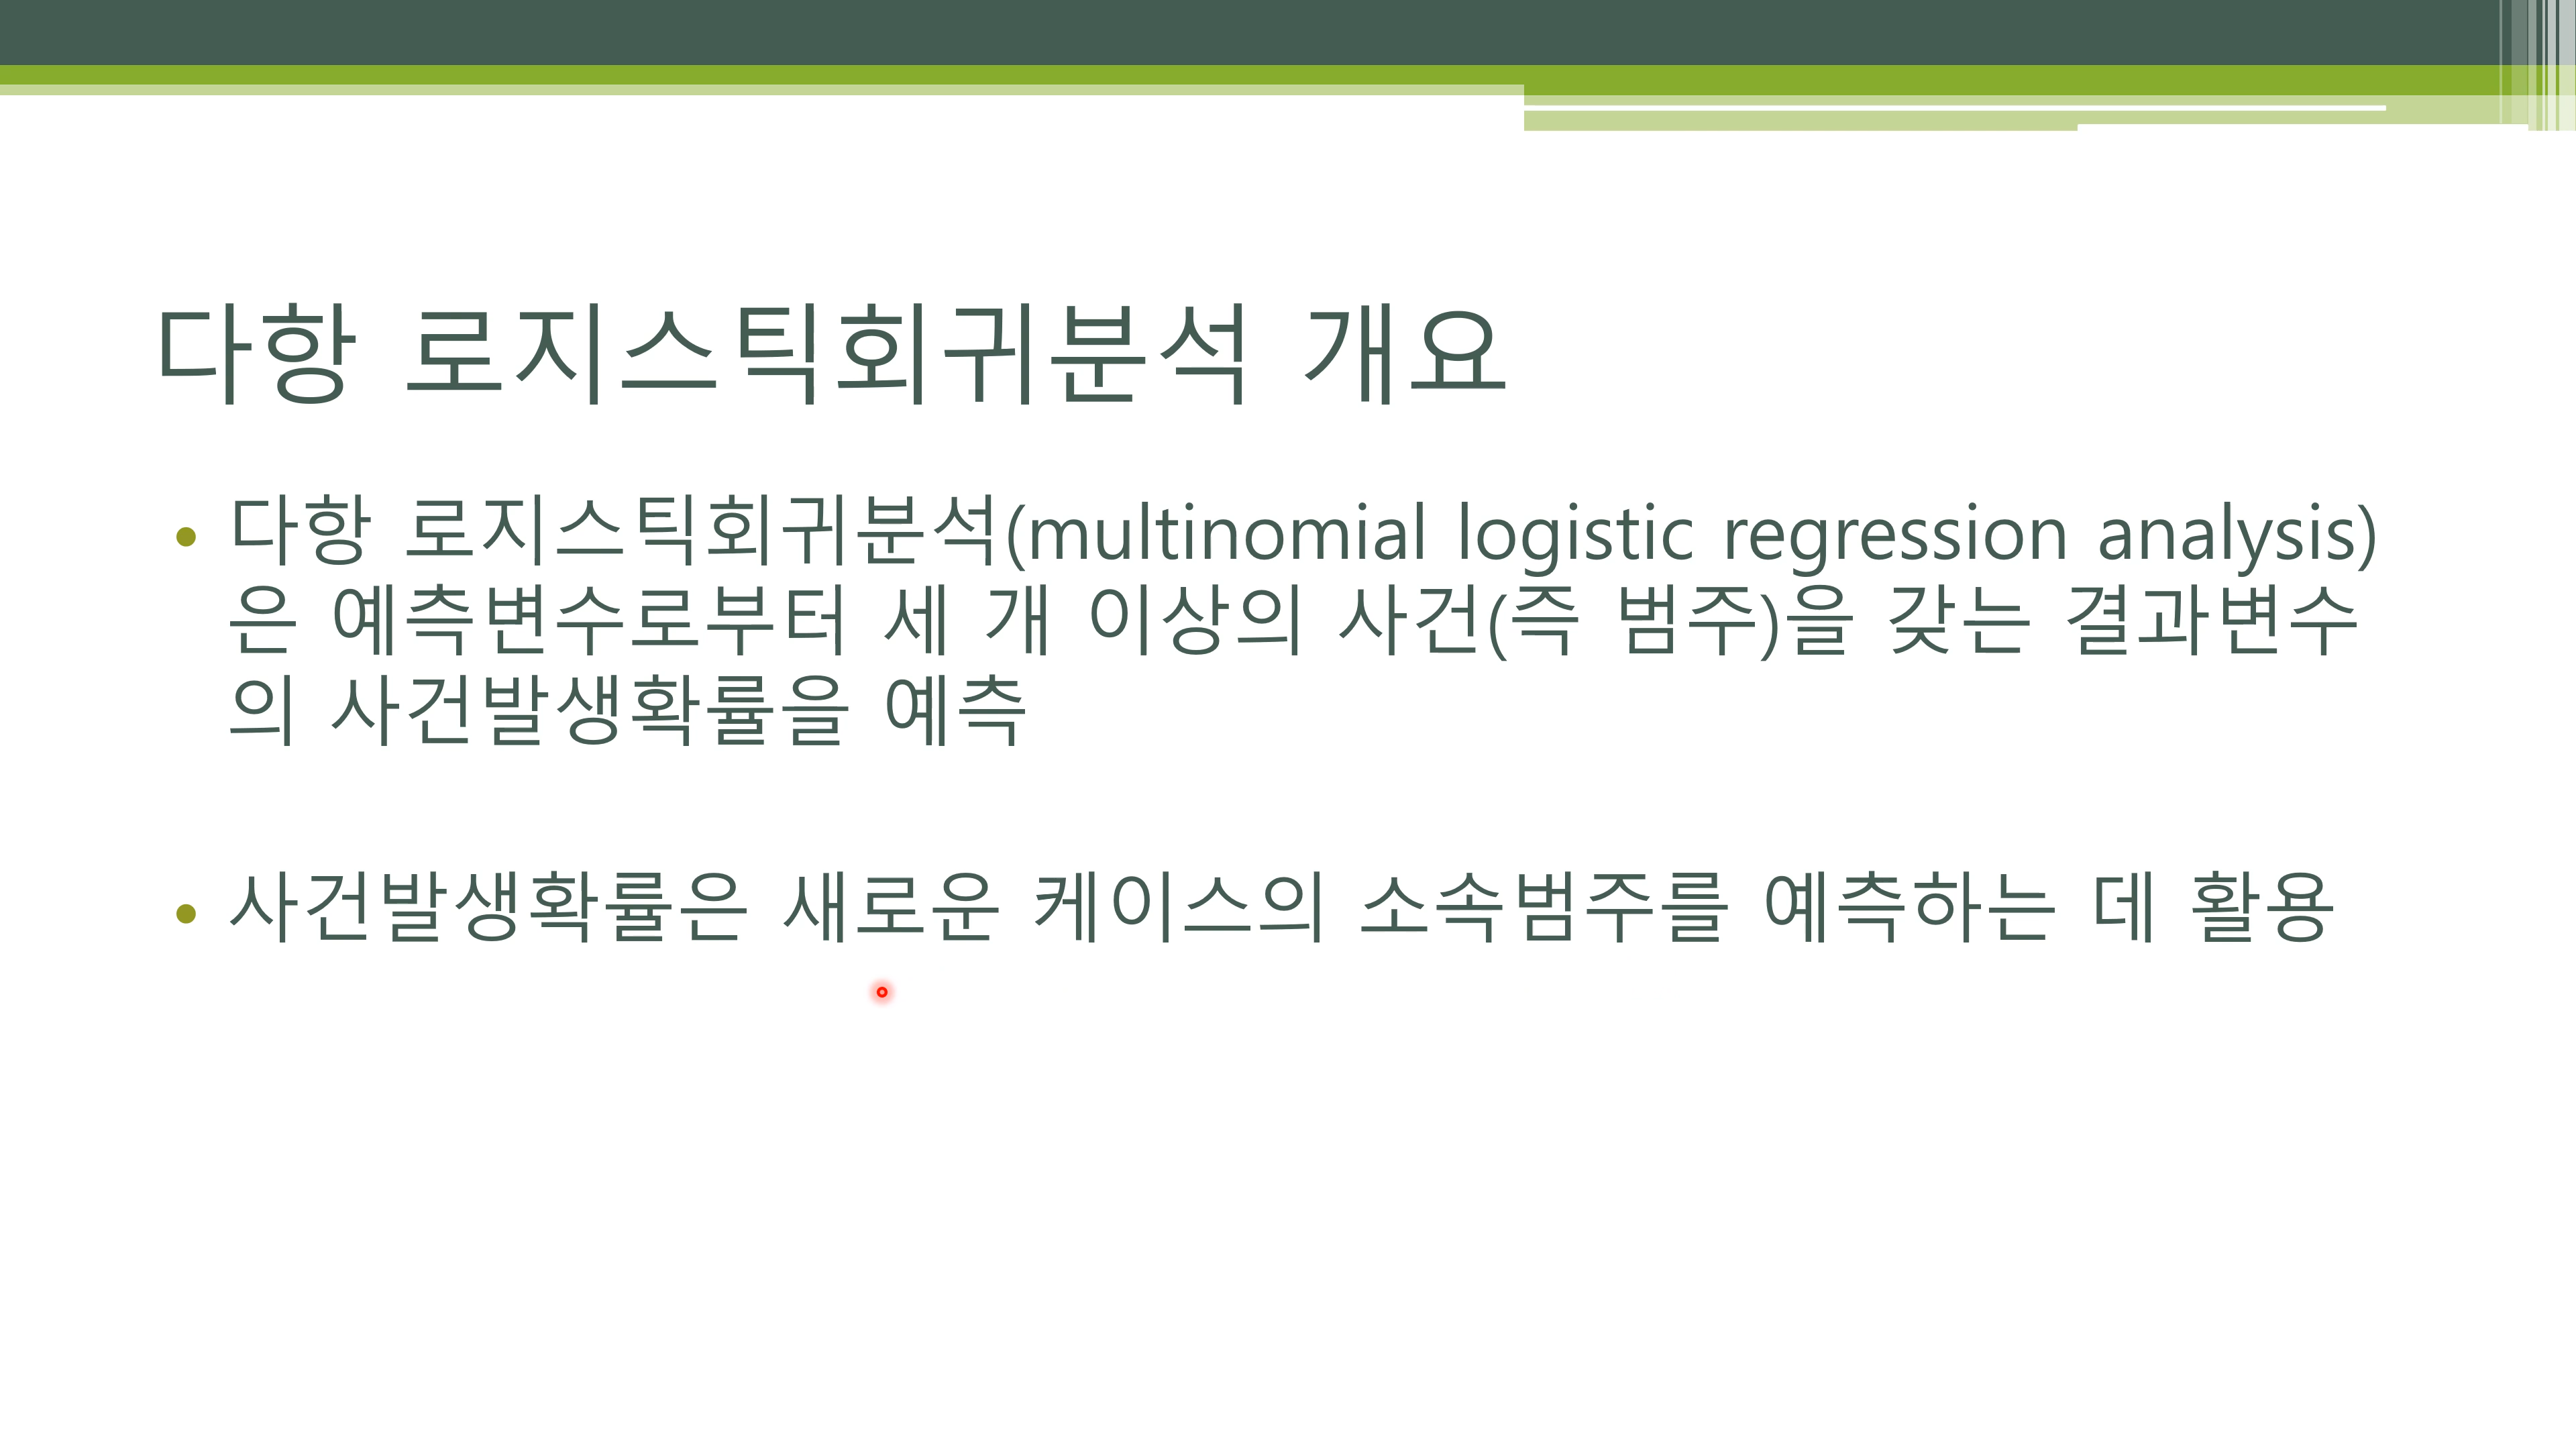 다항 로지스틱회귀분석 개요
• 다항 로지스틱회귀분석(multinomial logistic regression analysis)
은 예측변수로부터 세 개 이상의 사건(즉 범주)을 갖는 결과변수
의 사건발생확률을 예측
• 사건발생확률은 새로운 케이스의 소속범주를 예측하는 데 활용